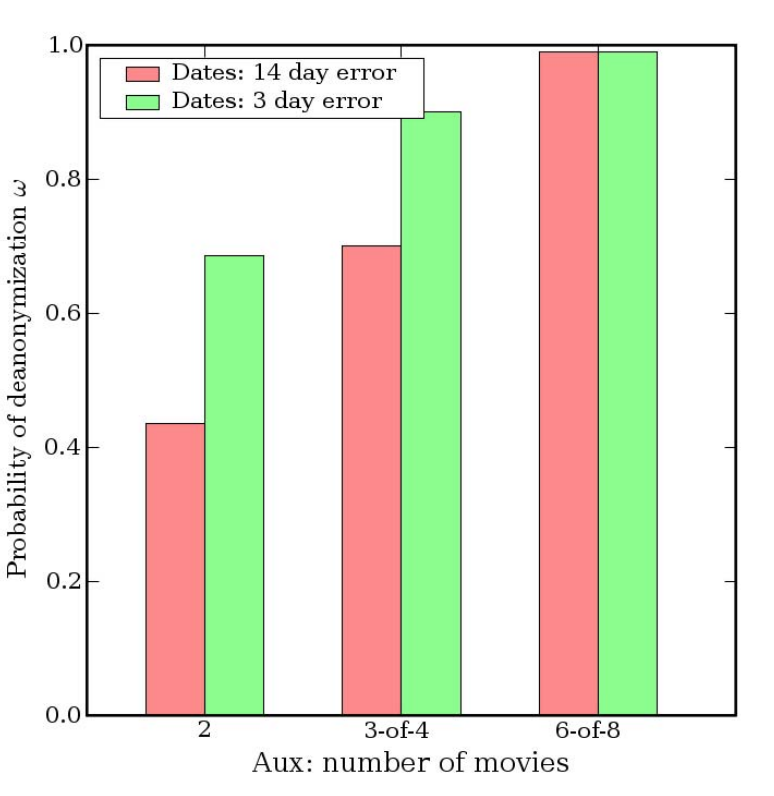 1.0
Dates: 14 day error
Dates: 3 day error
0.8
0.6
0.4
0.2
0.0
Probability of deanonymization ω
2 3-of-4 6-of-8
Aux: number of movies